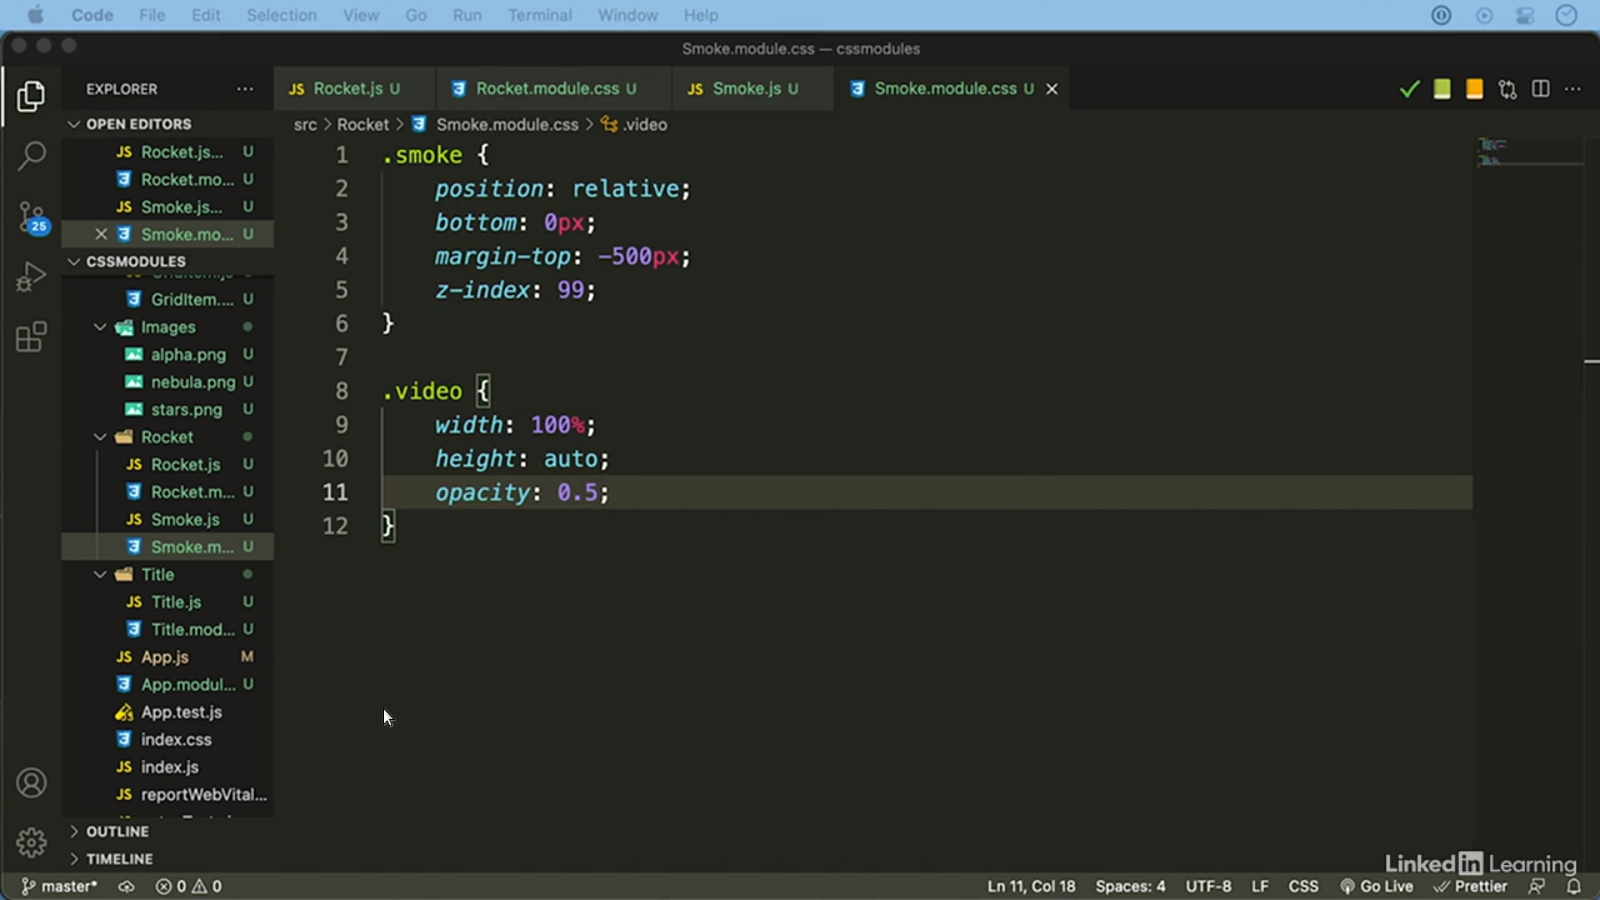 Code File Edit Selection View Go Run Terminal Window Help
Smoke.module.css — cssmodules
EXPLORER ···
JS Rocket.js U
Rocket.module.css U
JS Smoke.js U
Smoke.module.css U
OPEN EDITORS
src > Rocket > Smoke.module.css > .video
JS Rocket.js... U
Rocket.mo... U
JS Smoke.js... U
Smoke.mo... U
25
CSSMODULES
GridItem.... U
Images
alpha.png U
nebula.png U
stars.png U
Rocket
JS Rocket.js U
Rocket.m... U
JS Smoke.js U
Smoke.m... U
Title
JS Title.js U
Title.mod... U
JS App.js M
App.modul... U
App.test.js
index.css
JS index.js
JS reportWebVital...
OUTLINE
TIMELINE
1 .smoke {
2 position: relative;
3 bottom: 0px;
4 margin-top: -500px;
5 z-index: 99;
6 }
7
8 .video {
9 width: 100%;
10 height: auto;
11 opacity: 0.5;
12 }
LinkedIn Learning
master* 0 0 Ln 11, Col 18 Spaces: 4 UTF-8 LF CSS Go Live Prettier